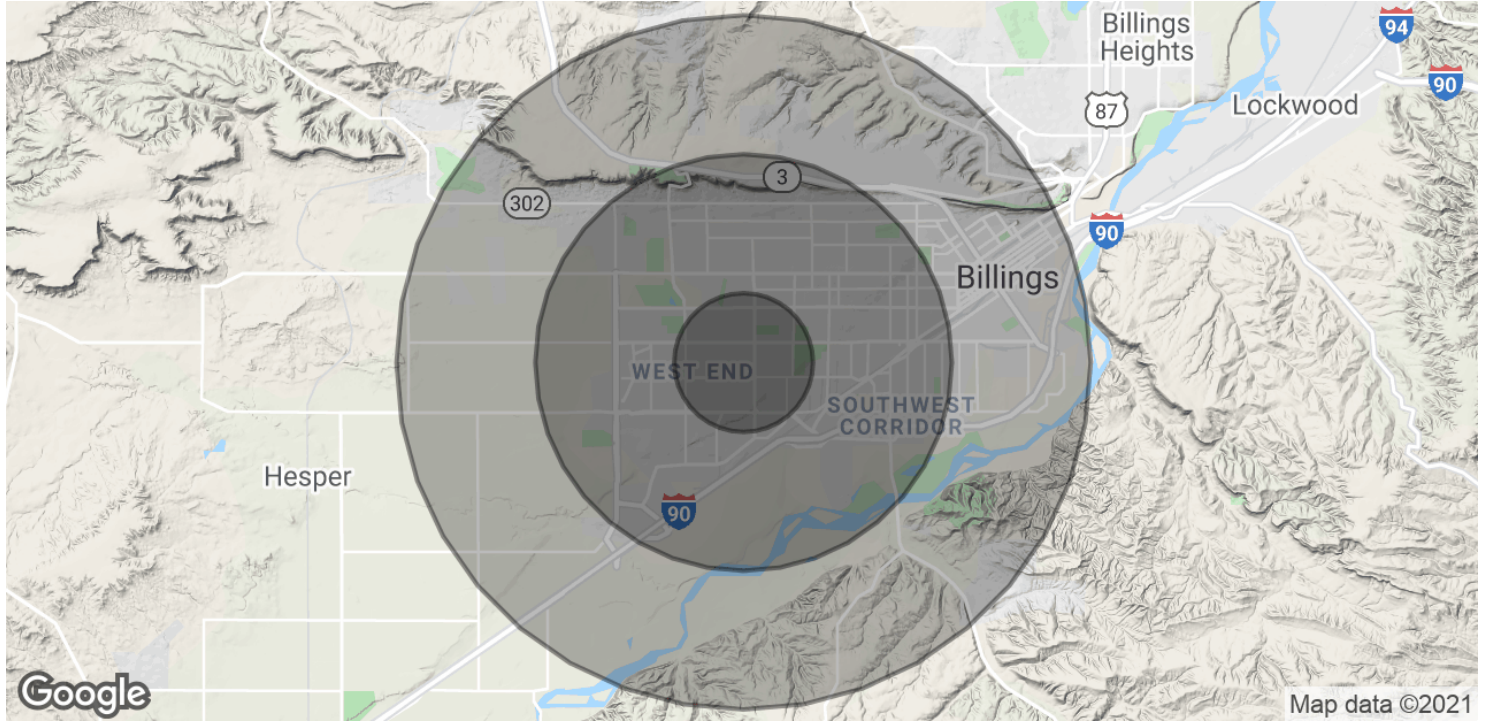 Billings
Heights
94
90
87
Lockwood
3
302
90
Billings
WEST END
SOUTHWEST
CORRIDOR
Hesper
90
Google
Map data ©2021